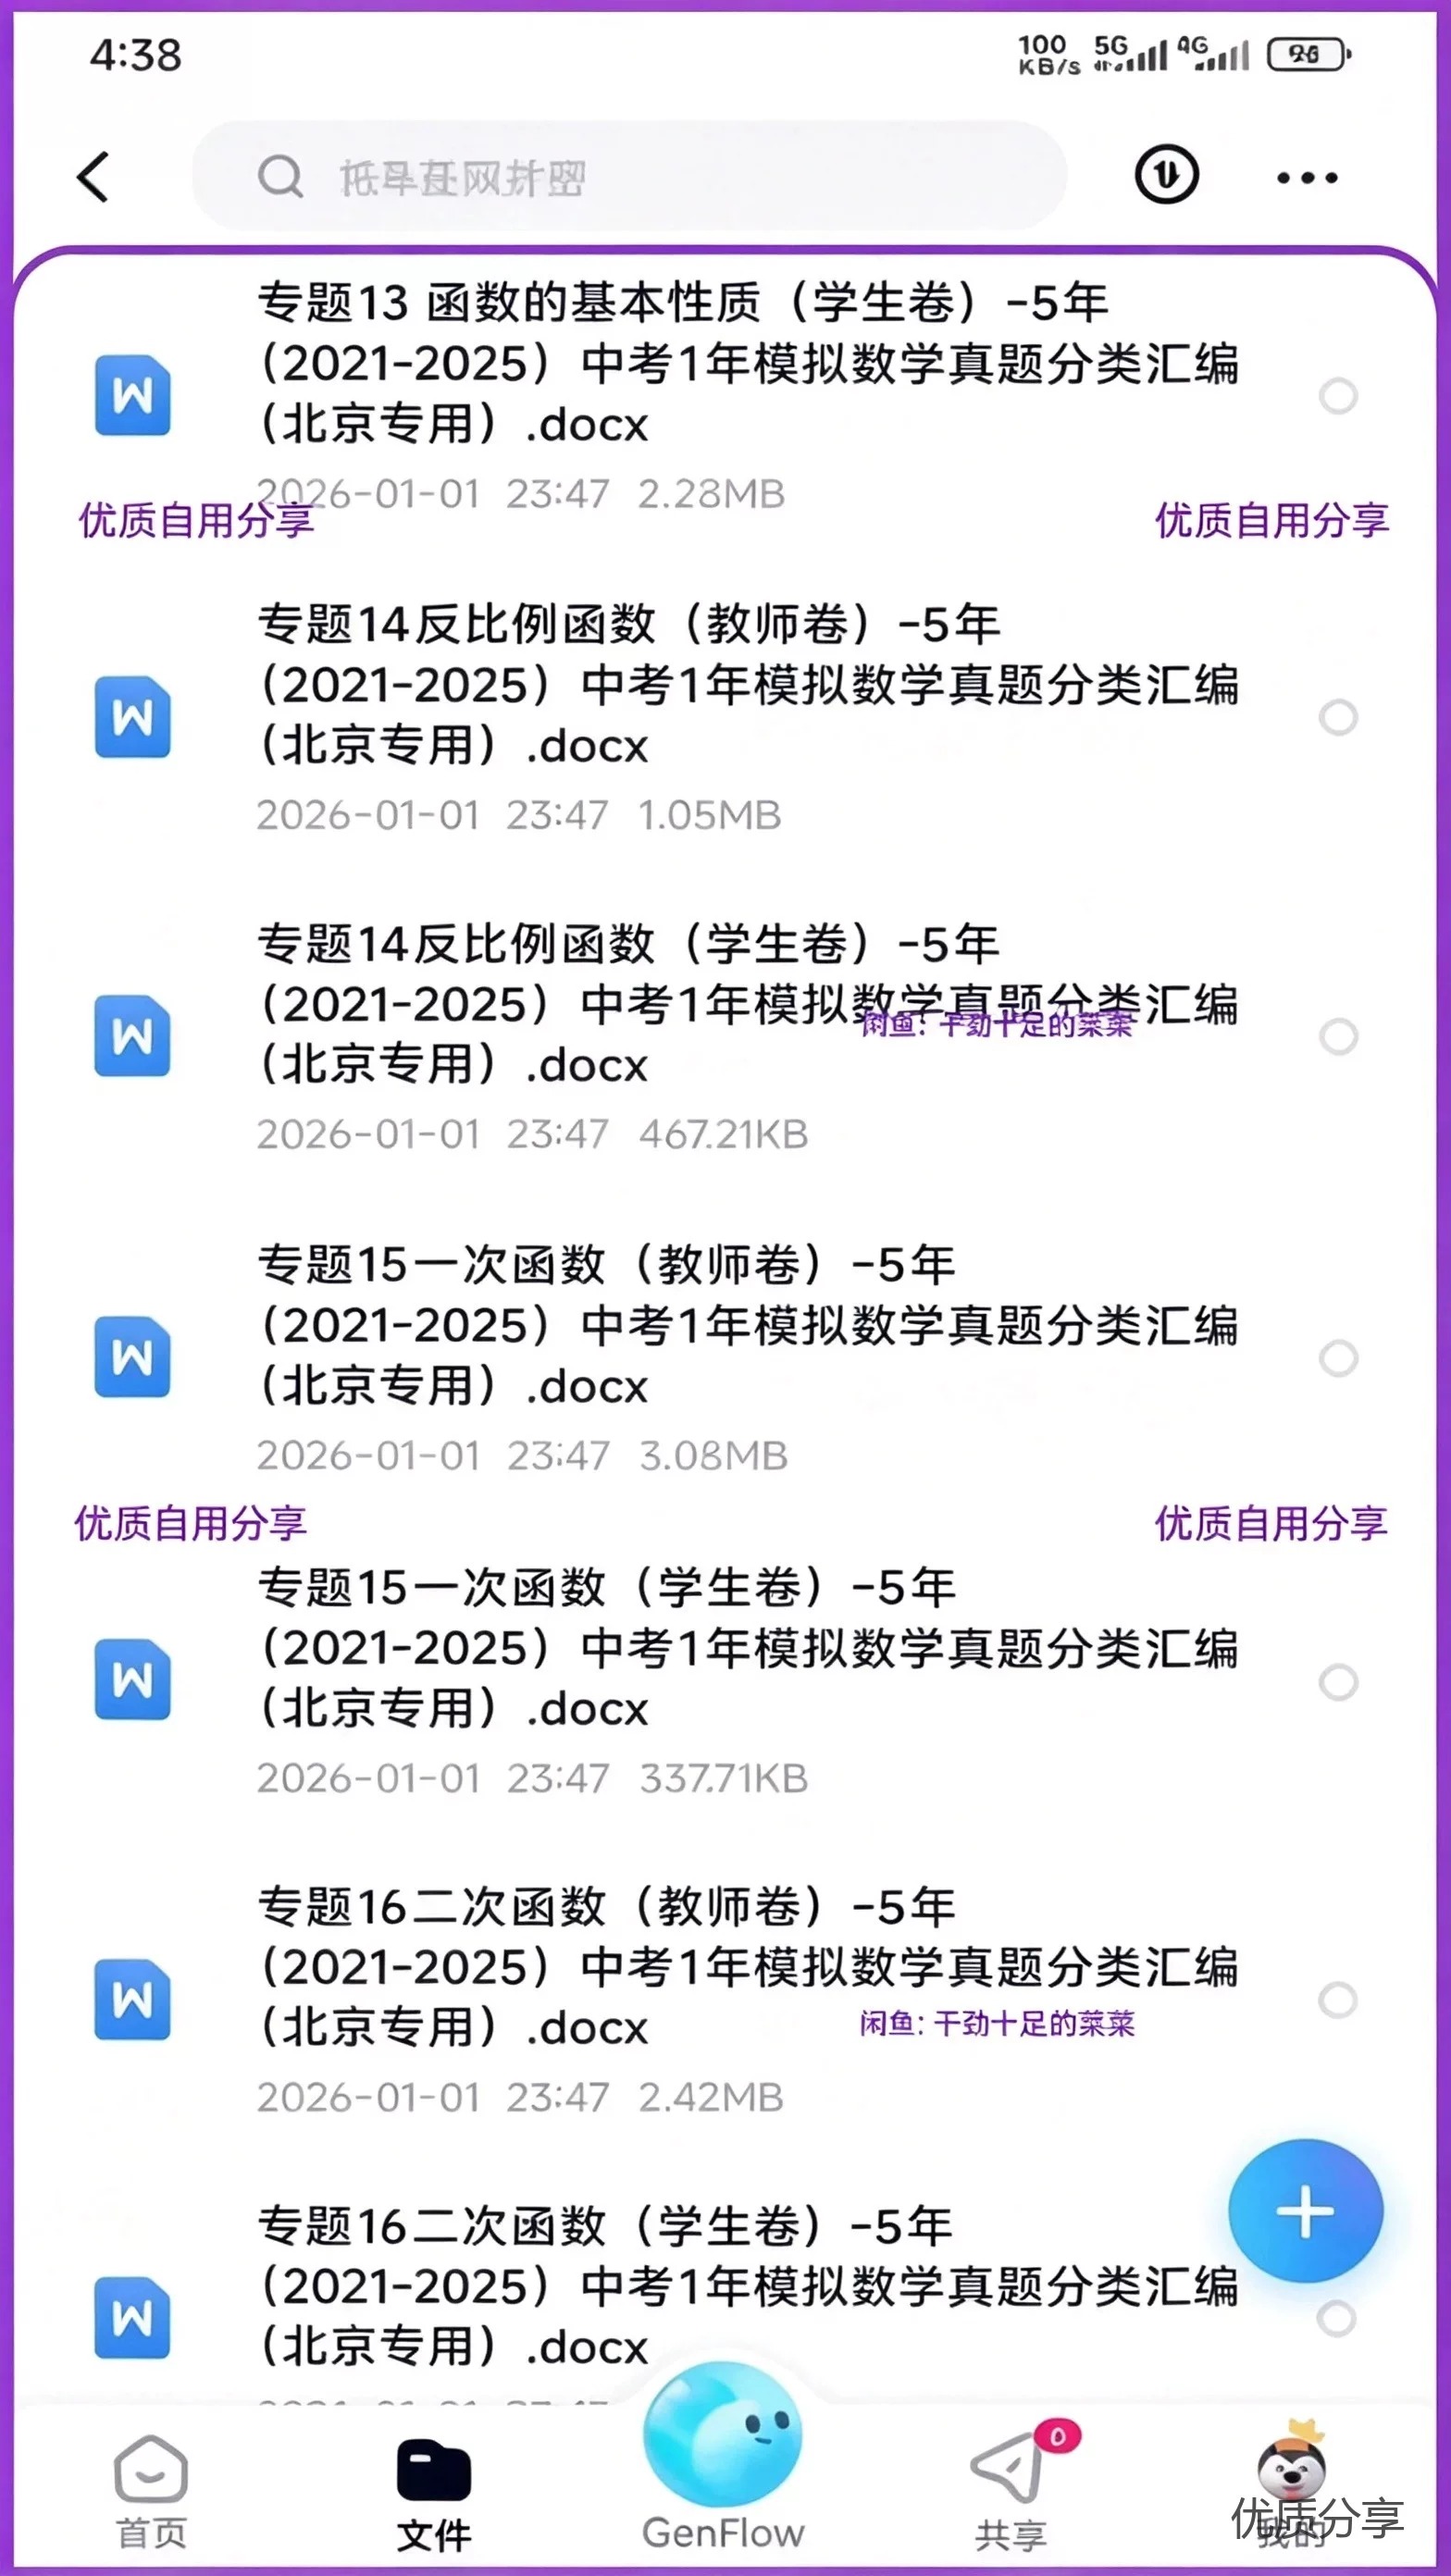 4:38
100 KB/s 5G 4G
专题13 函数的基本性质（学生卷）-5年
（2021-2025）中考1年模拟数学真题分类汇编
（北京专用）.docx
2026-01-01 23:47 2.28MB
优质自用分享 优质自用分享
专题14反比例函数（教师卷）-5年
（2021-2025）中考1年模拟数学真题分类汇编
（北京专用）.docx
2026-01-01 23:47 1.05MB
专题14反比例函数（学生卷）-5年
（2021-2025）中考1年模拟数学真题分类汇编
闲鱼: 干劲十足的菜菜
（北京专用）.docx
2026-01-01 23:47 467.21KB
专题15一次函数（教师卷）-5年
（2021-2025）中考1年模拟数学真题分类汇编
（北京专用）.docx
2026-01-01 23:47 3.08MB
优质自用分享 优质自用分享
专题15一次函数（学生卷）-5年
（2021-2025）中考1年模拟数学真题分类汇编
（北京专用）.docx
2026-01-01 23:47 337.71KB
专题16二次函数（教师卷）-5年
（2021-2025）中考1年模拟数学真题分类汇编
（北京专用）.docx
闲鱼: 干劲十足的菜菜
2026-01-01 23:47 2.42MB
专题16二次函数（学生卷）-5年
（2021-2025）中考1年模拟数学真题分类汇编
（北京专用）.docx
0
优质分享
首页 文件 GenFlow 共享 我的